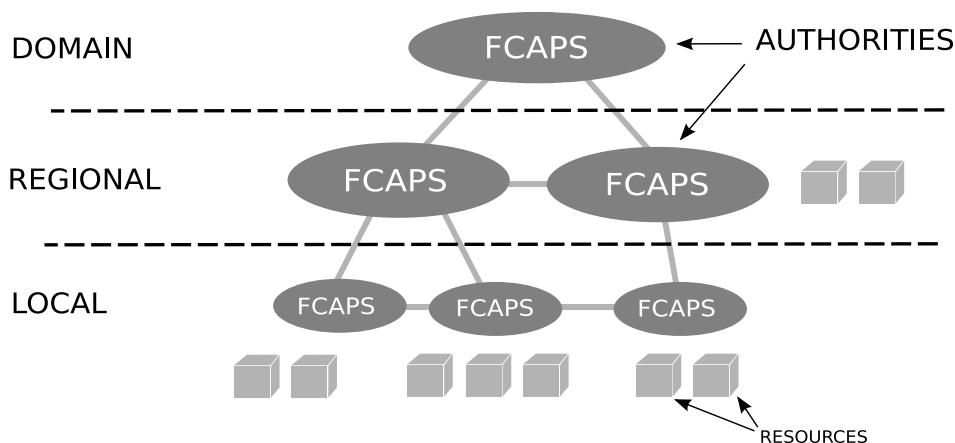 DOMAIN
FCAPS
AUTHORITIES
REGIONAL
FCAPS
FCAPS
LOCAL
FCAPS
FCAPS
FCAPS
RESOURCES